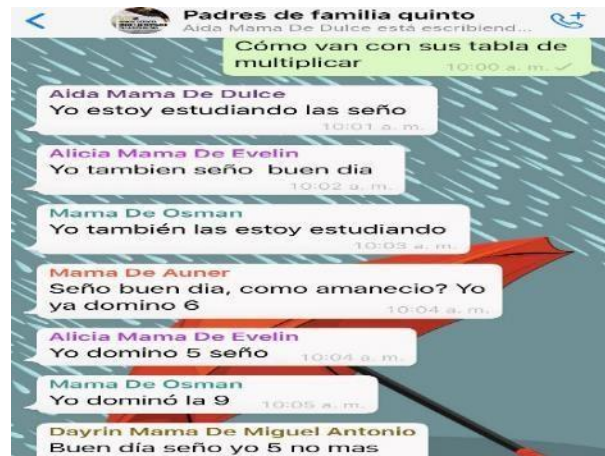 Padres de familia quinto
Aida Mama De Dulce está escribiend...
Cómo van con sus tabla de
multiplicar
10:00 a. m.
Aida Mama De Dulce
Yo estoy estudiando las seño
10:01 a. m.
Alicia Mama De Evelin
Yo tambien seño buen dia
10:02 a. m.
Mama De Osman
Yo también las estoy estudiando
10:03 a. m.
Mama De Auner
Seño buen dia, como amanecio? Yo
ya domino 6
10:04 a. m.
Alicia Mama De Evelin
Yo domino 5 seño
10:04 a. m.
Mama De Osman
Yo dominó la 9
10:05 a. m.
Dayrin Mama De Miguel Antonio
Buen día seño yo 5 no mas